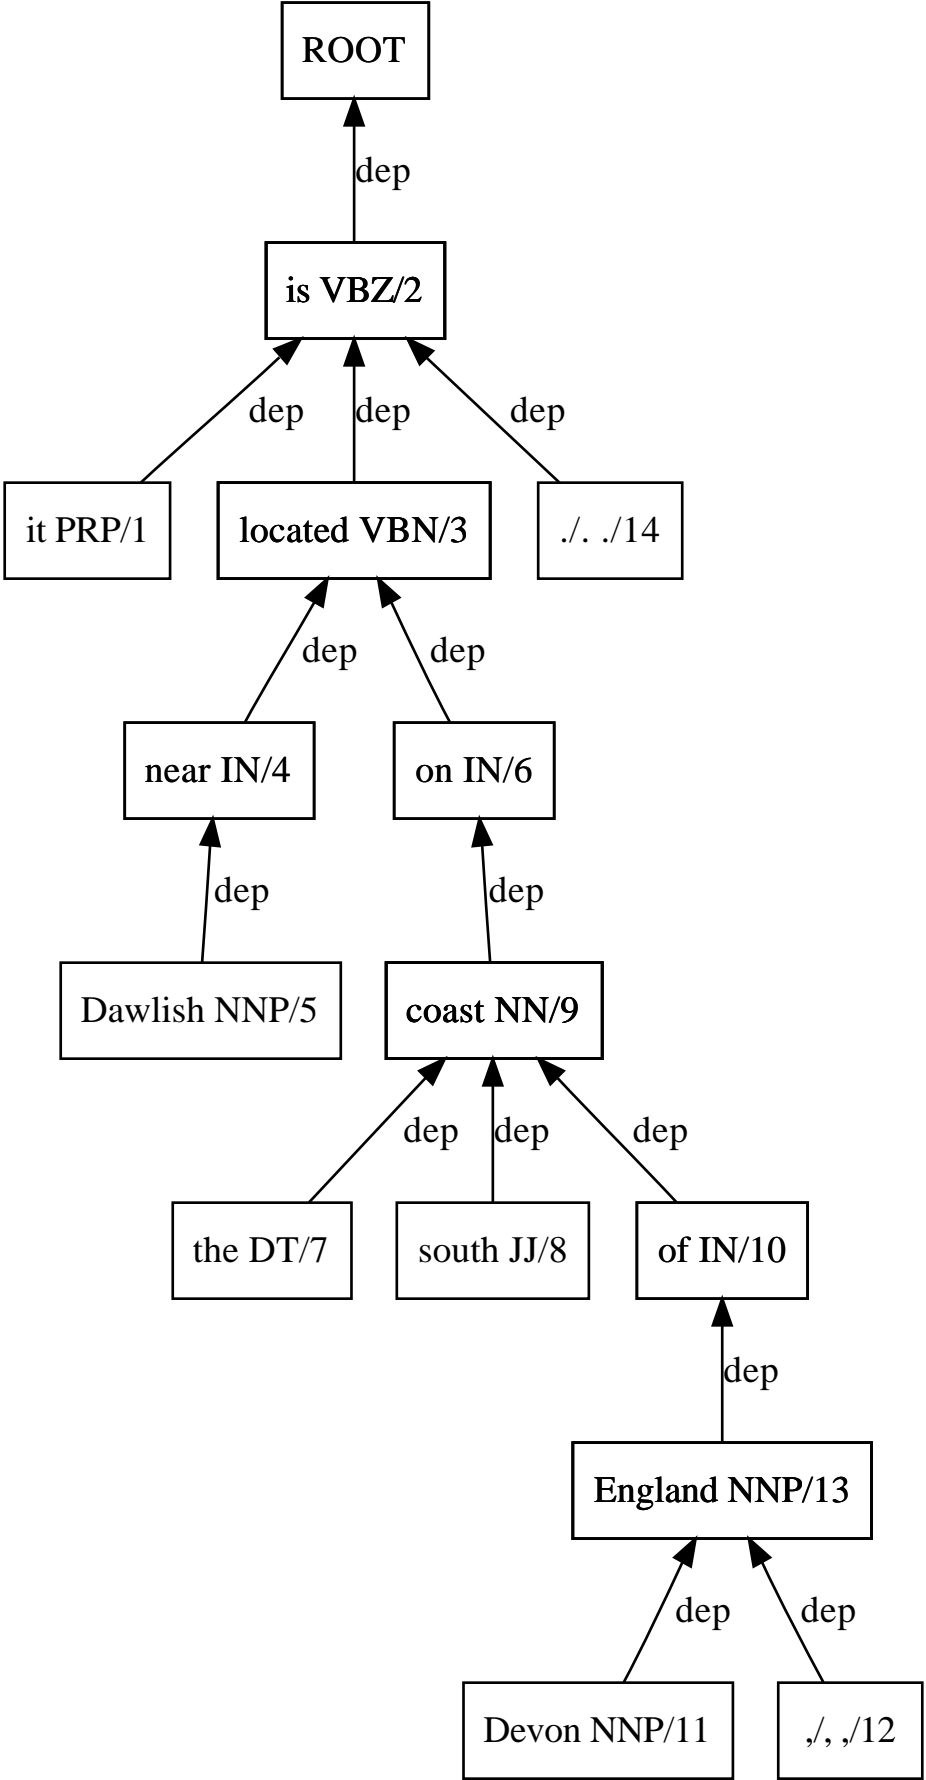 ROOT
dep
is VBZ/2
dep dep dep
it PRP/1 located VBN/3 ./. ./14
dep dep
near IN/4 on IN/6
dep dep
Dawlish NNP/5 coast NN/9
dep dep dep
the DT/7 south JJ/8 of IN/10
dep
England NNP/13
dep dep
Devon NNP/11 ,/, ,/12